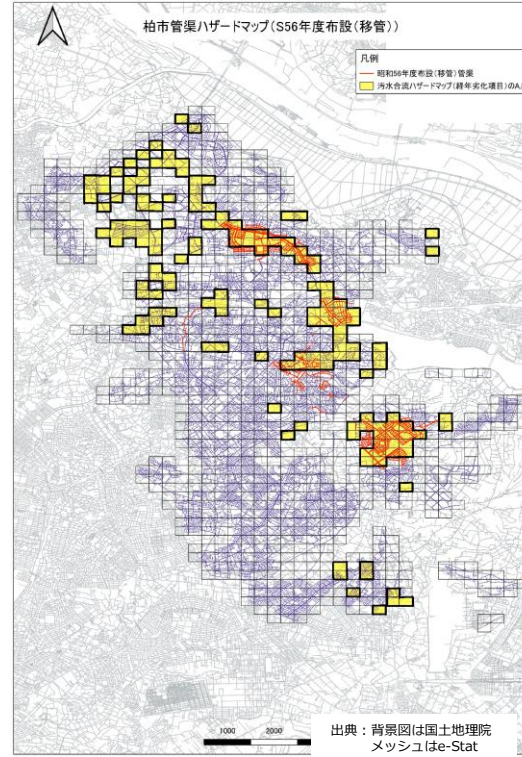 柏市管渠ハザードマップ(S56年度布設(移管))
凡例
昭和56年度布設(移管)管渠
汚水合流ハザードマップ(経年劣化項目)のA,
1000 2000
出典：背景図は国土地理院
メッシュはe-Stat